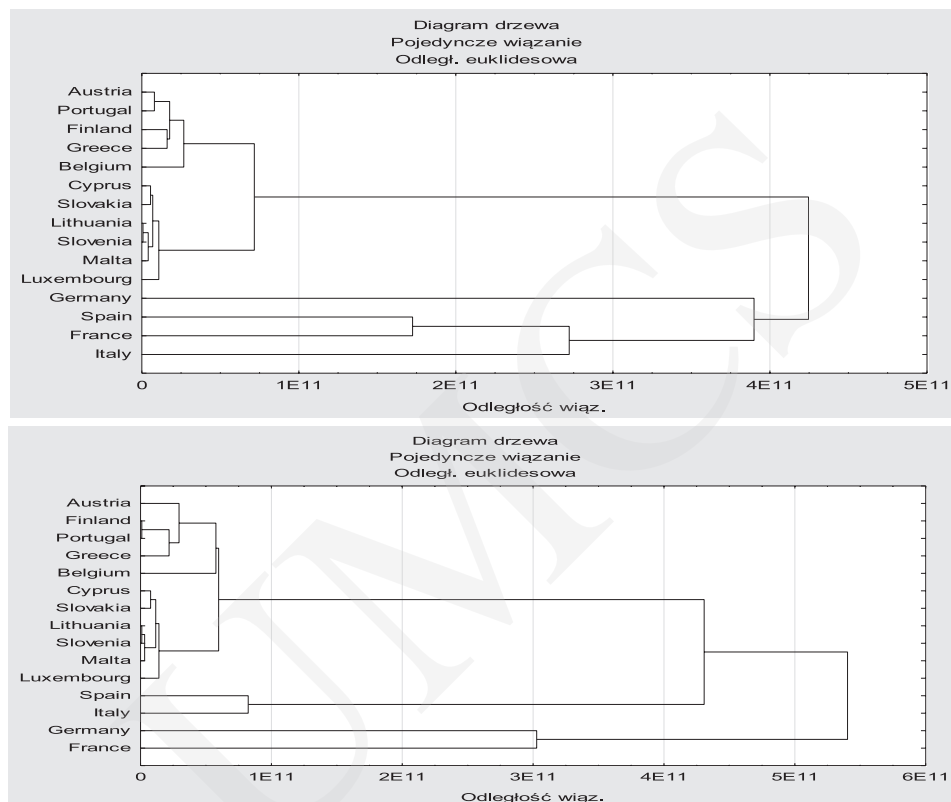 Diagram drzewa
Pojedyncze wiązanie
Odległ. euklidesowa
Austria
Portugal
Finland
Greece
Belgium
Cyprus
Slovakia
Lithuania
Slovenia
Malta
Luxembourg
Germany
Spain
France
Italy
0 1E11 2E11 3E11 4E11 5E11
Odległość wiąz.
Diagram drzewa
Pojedyncze wiązanie
Odległ. euklidesowa
Austria
Finland
Portugal
Greece
Belgium
Cyprus
Slovakia
Lithuania
Slovenia
Malta
Luxembourg
Spain
Italy
Germany
France
0 1E11 2E11 3E11 4E11 5E11 6E11
Odległość wiąz.
UMCS